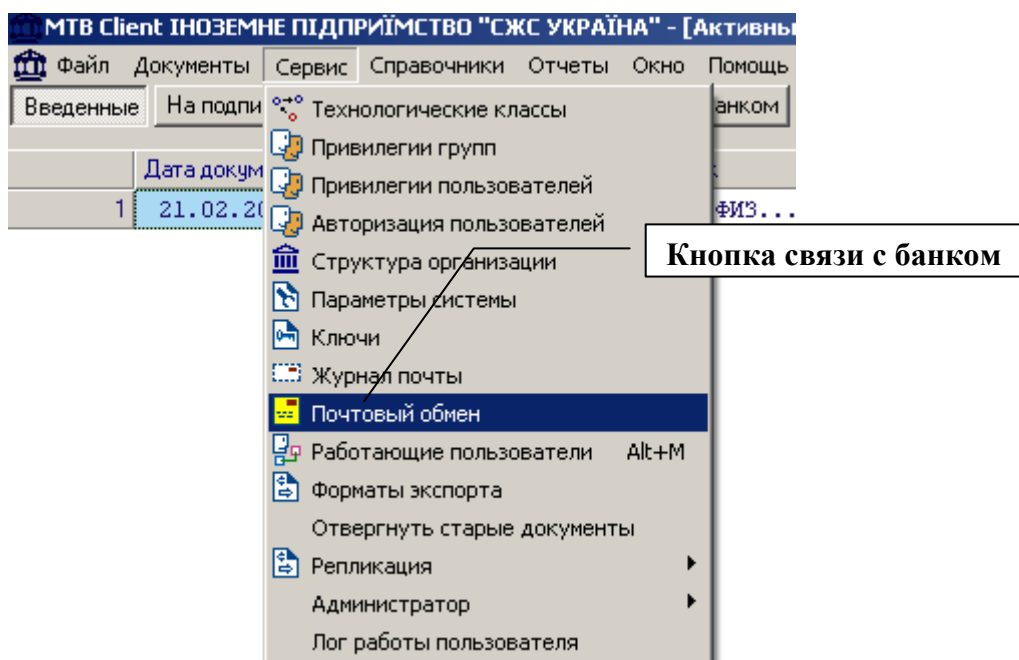 МТВ Client ІНОЗЕМНЕ ПІДПРИЇМСТВО "СЖС УКРАЇНА" - [Активны
Файл Документы Сервис Справочники Отчеты Окно Помощь
Введенные На подпи анком
Дата докум
1 21.02.20 ФИЗ...
Технологические классы
Привилегии групп
Привилегии пользователей
Авторизация пользователей
Структура организации
Параметры системы
Ключи
Журнал почты
Почтовый обмен
Работающие пользователи Alt+M
Форматы экспорта
Отвергнуть старые документы
Репликация
Администратор
Лог работы пользователя
Кнопка связи с банком